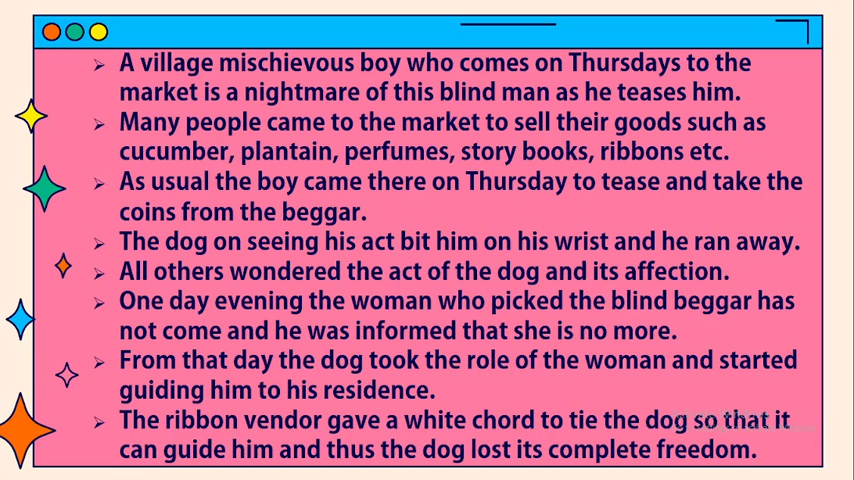 A village mischievous boy who comes on Thursdays to the
market is a nightmare of this blind man as he teases him.
Many people came to the market to sell their goods such as
cucumber, plantain, perfumes, story books, ribbons etc.
As usual the boy came there on Thursday to tease and take the
coins from the beggar.
The dog on seeing his act bit him on his wrist and he ran away.
All others wondered the act of the dog and its affection.
One day evening the woman who picked the blind beggar has
not come and he was informed that she is no more.
From that day the dog took the role of the woman and started
guiding him to his residence.
The ribbon vendor gave a white chord to tie the dog so that it
can guide him and thus the dog lost its complete freedom.